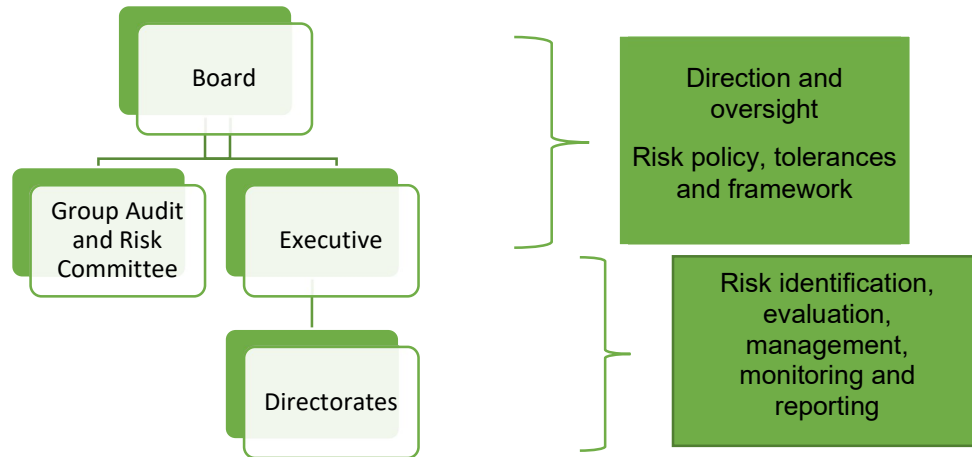 Board
Group Audit
and Risk
Committee
Executive
Directorates
Direction and
oversight
Risk policy, tolerances
and framework
Risk identification,
evaluation,
management,
monitoring and
reporting